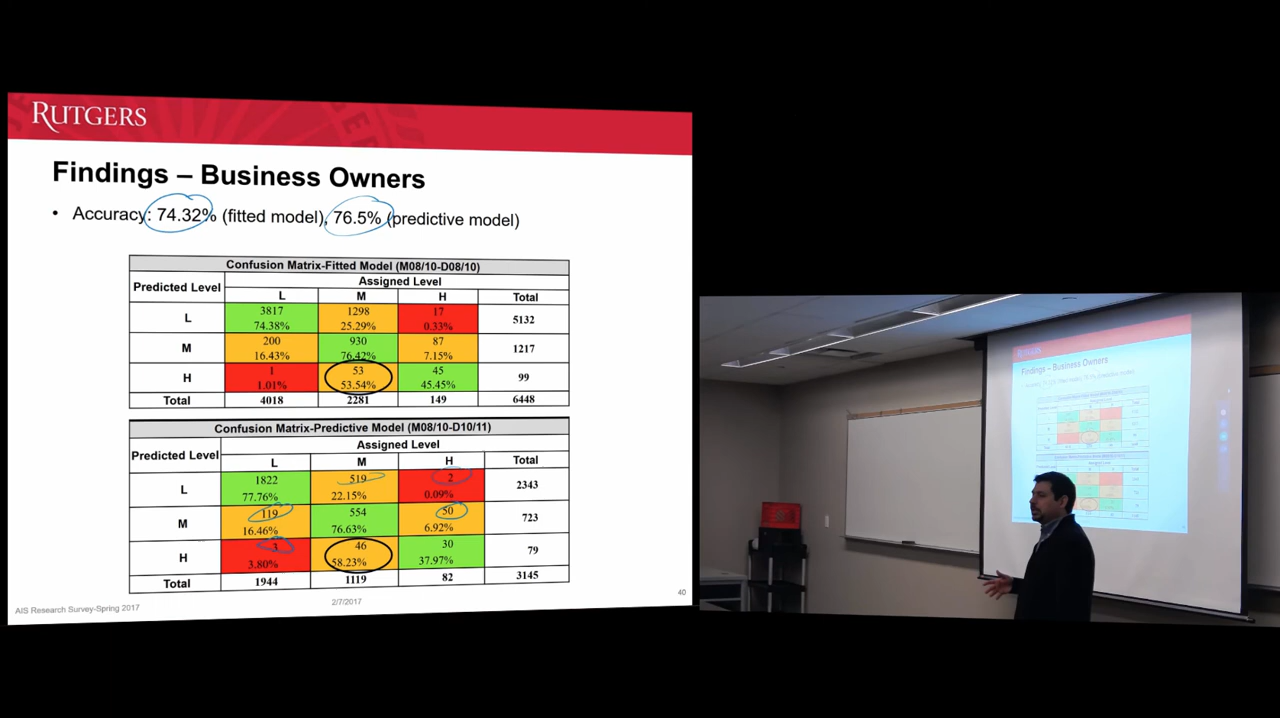 RUTGERS
Findings – Business Owners
• Accuracy: 74.32% (fitted model), 76.5% (predictive model)
Confusion Matrix-Fitted Model (M08/10-D08/10)
Predicted Level
Assigned Level
L M H Total
L 3817 1298 17 5132
74.38% 25.29% 0.33%
M 200 930 87 1217
16.43% 76.42% 7.15%
H 1 53 45 99
1.01% 53.54% 45.45%
Total 4018 2281 149 6448
Confusion Matrix-Predictive Model (M08/10-D10/11)
Predicted Level
Assigned Level
L M H Total
L 1822 519 2 2343
77.76% 22.15% 0.09%
M 119 554 50 723
16.46% 76.63% 6.92%
H 3 46 30 79
3.80% 58.23% 37.97%
Total 1944 1119 82 3145
AIS Research Survey-Spring 2017
2/7/2017
40
Findings – Business Owners